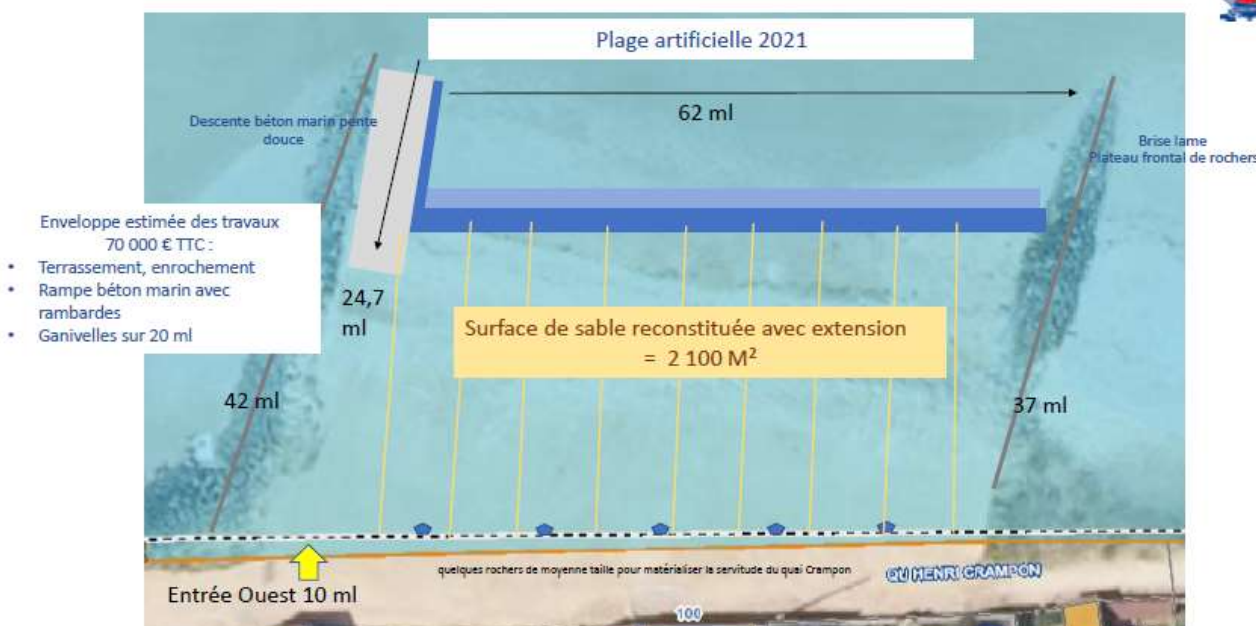 Plage artificielle 2021
62 ml
Descente béton marin pente
douce
Brise lame
Plateau frontal de rochers
Enveloppe estimée des travaux
70 000 € TTC :
• Terrassement, enrochement
• Rampe béton marin avec
rambardes
• Ganivelles sur 20 ml
24,7
ml
Surface de sable reconstituée avec extension
= 2 100 M²
42 ml
37 ml
quelques rochers de moyenne taille pour matérialiser la servitude du quai Crampon
QU HENRI CRAMPON
Entrée Ouest 10 ml
100